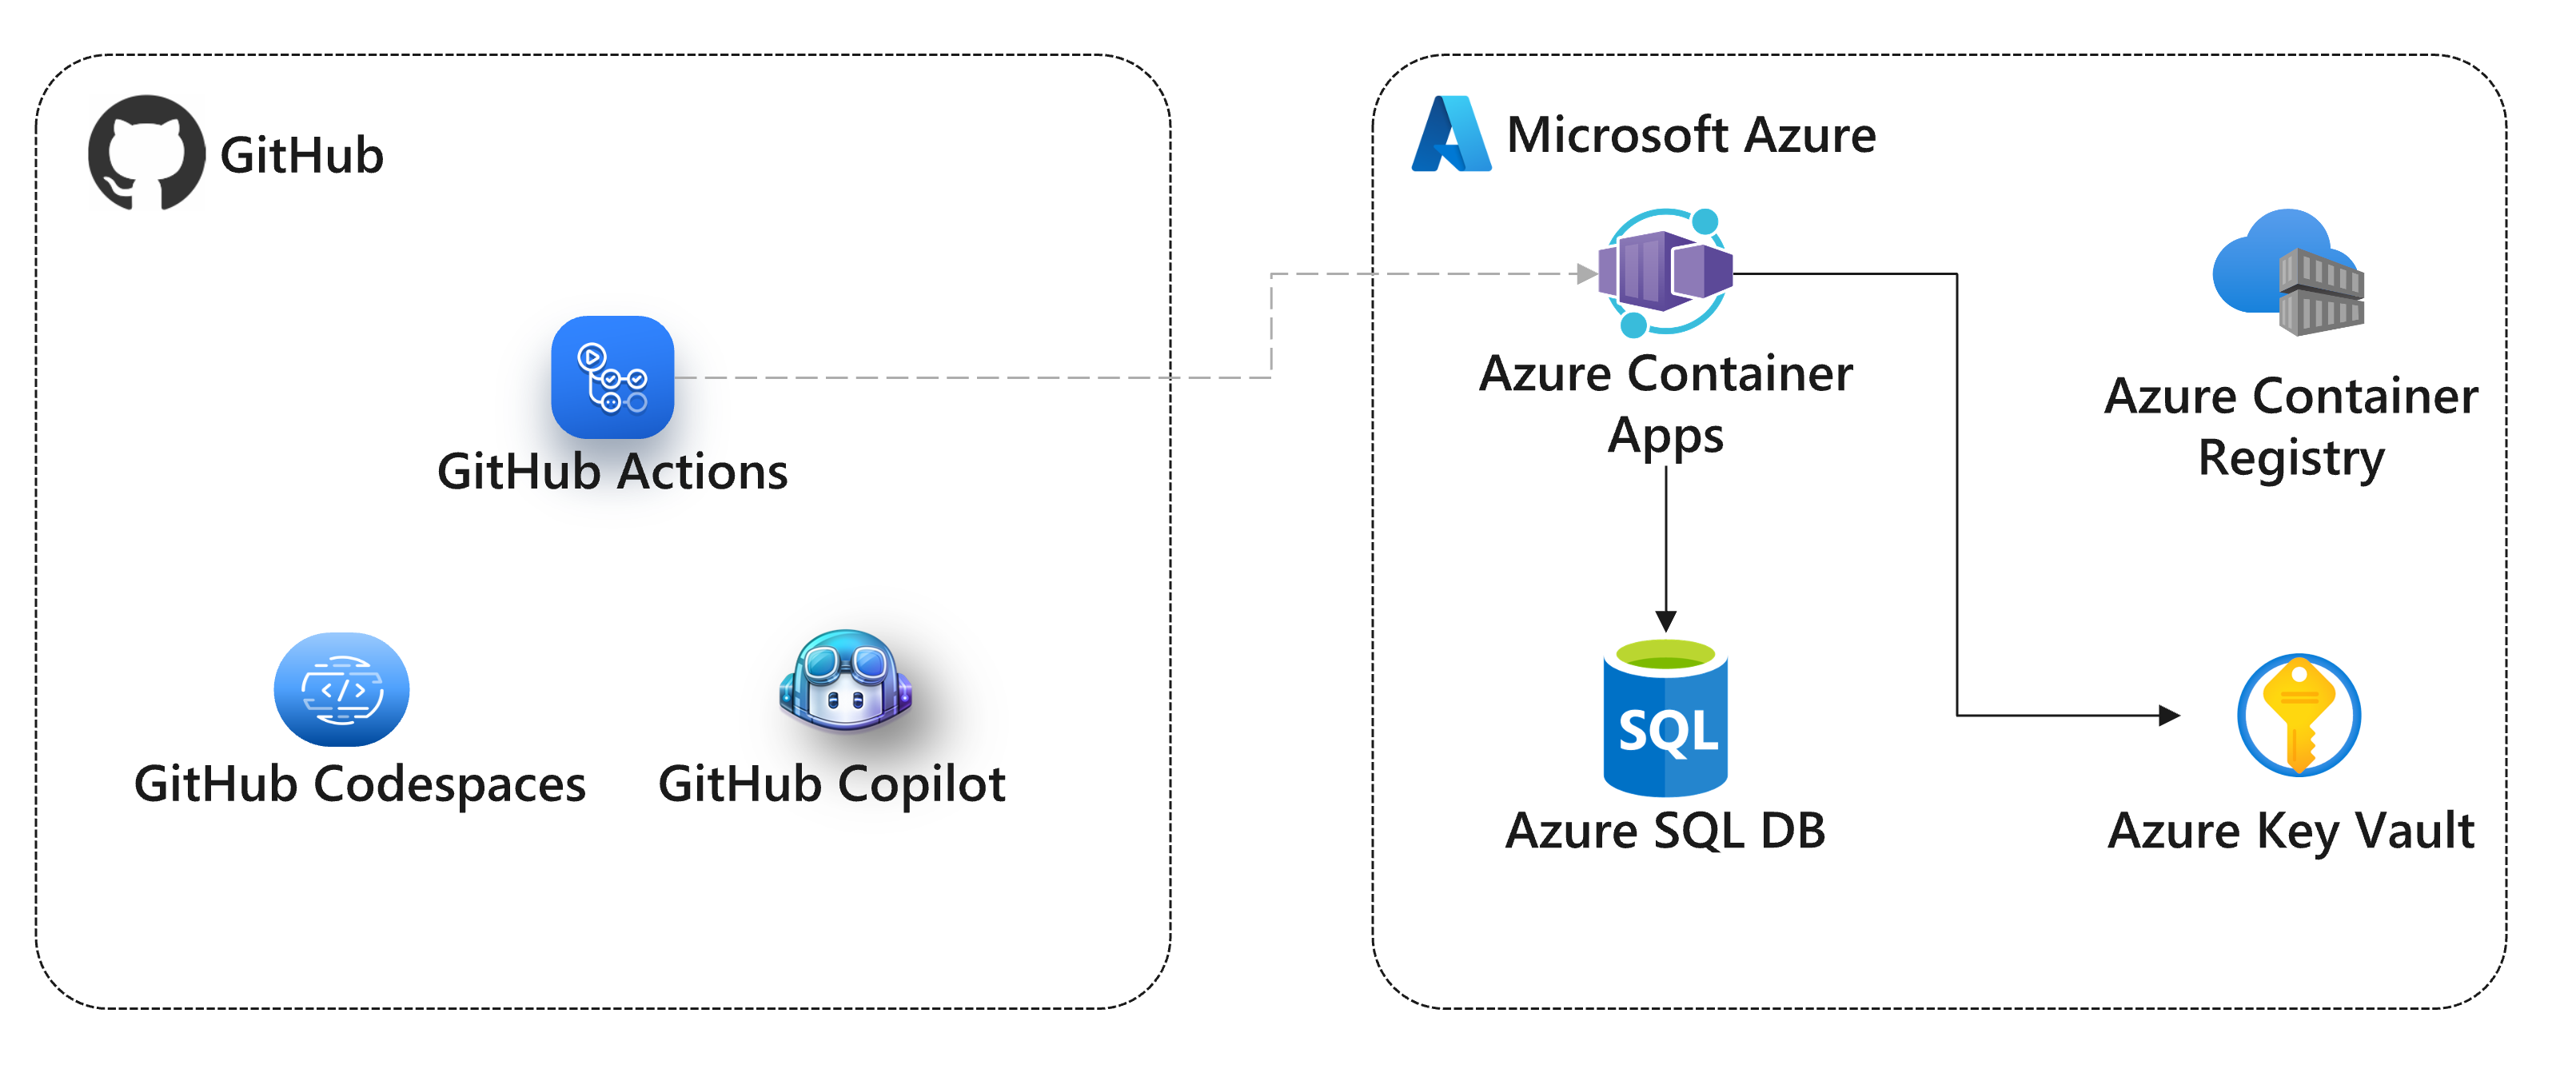 GitHub
GitHub Actions
GitHub Codespaces
GitHub Copilot
Microsoft Azure
Azure Container
Apps
Azure Container
Registry
SQL
Azure SQL DB
Azure Key Vault